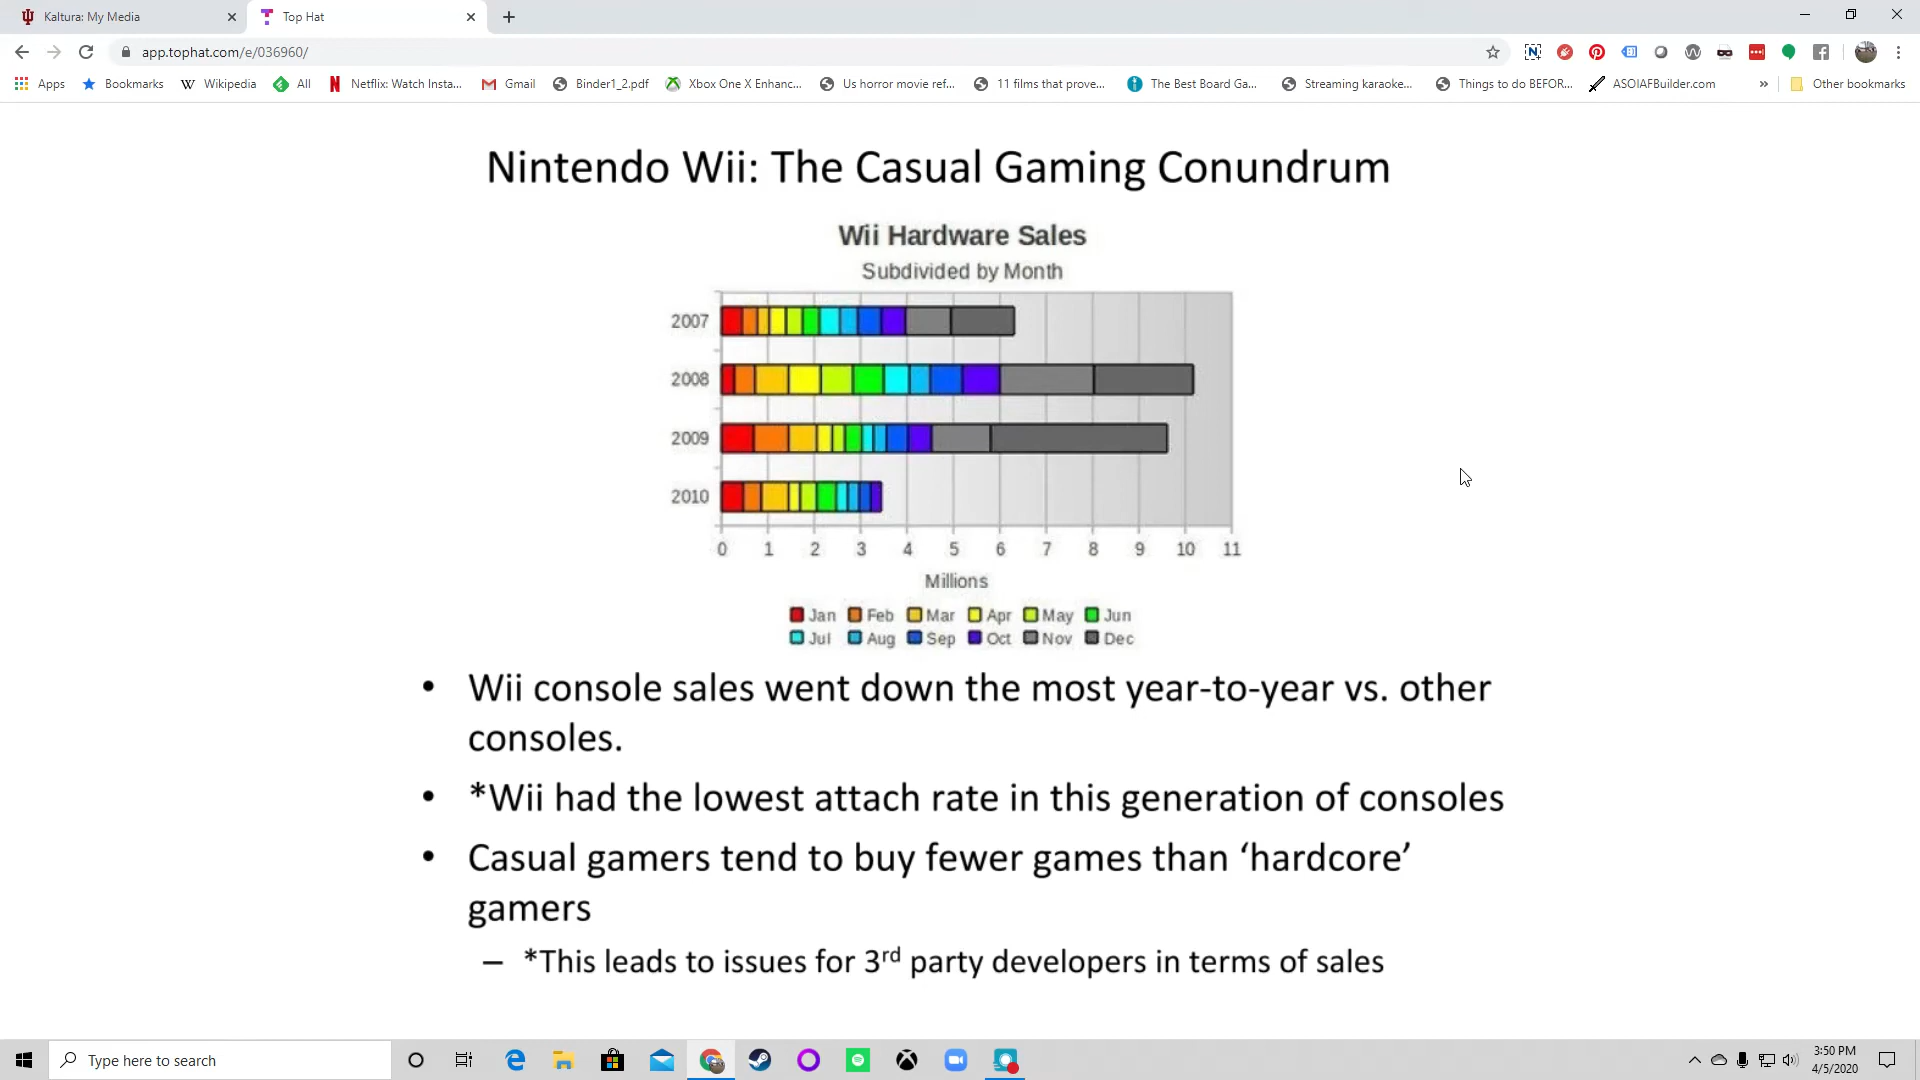 Kaltura: My Media
Top Hat
app.tophat.com/e/036960/
Apps
Bookmarks
Wikipedia
All
Netflix: Watch Insta...
Gmail
Binder1_2.pdf
Xbox One X Enhanc...
Us horror movie ref...
11 films that prove...
The Best Board Ga...
Streaming karaoke...
Things to do BEFOR...
ASOIAFBuilder.com
»
Other bookmarks
Nintendo Wii: The Casual Gaming Conundrum
Wii Hardware Sales
Subdivided by Month
2007
2008
2009
2010
0 1 2 3 4 5 6 7 8 9 10 11
Millions
Jan Feb Mar Apr May Jun
Jul Aug Sep Oct Nov Dec
• Wii console sales went down the most year-to-year vs. other
consoles.
• *Wii had the lowest attach rate in this generation of consoles
• Casual gamers tend to buy fewer games than ‘hardcore’
gamers
– *This leads to issues for 3rd party developers in terms of sales
Type here to search
3:50 PM
4/5/2020